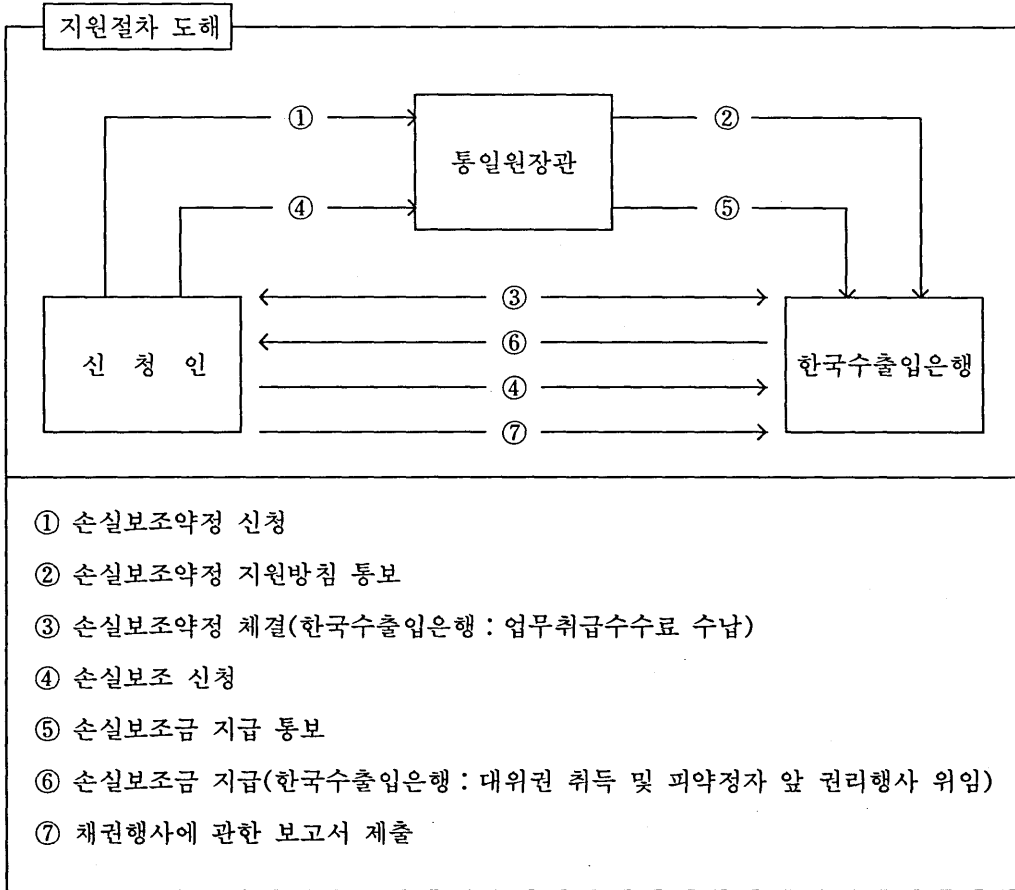 지원절차 도해
①
②
통일원장관
④
⑤
③
신 청 인
⑥
한국수출입은행
④
⑦
① 손실보조약정 신청
② 손실보조약정 지원방침 통보
③ 손실보조약정 체결(한국수출입은행 : 업무취급수수료 수납)
④ 손실보조 신청
⑤ 손실보조금 지급 통보
⑥ 손실보조금 지급(한국수출입은행 : 대위권 취득 및 피약정자 앞 권리행사 위임)
⑦ 채권행사에 관한 보고서 제출